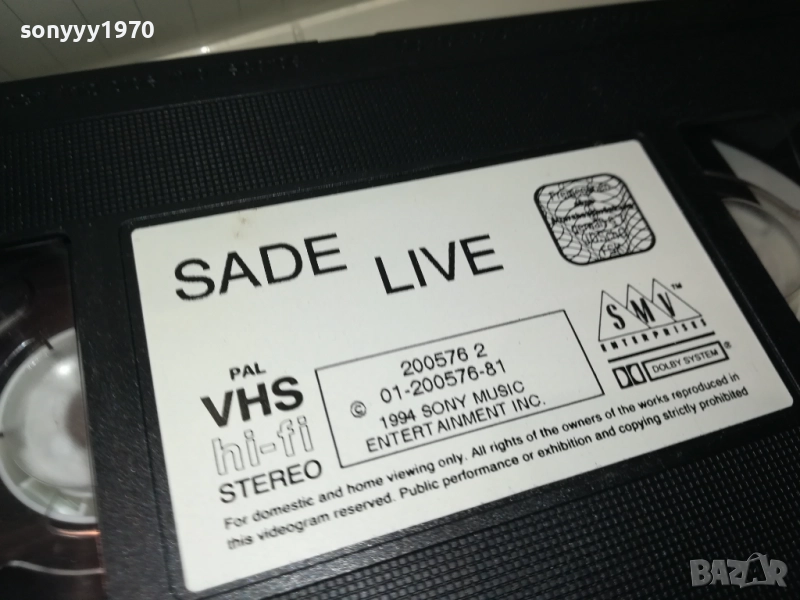 sonyyy1970
SADE LIVE
PAL
VHS
hi-fi
STEREO
200576 2
01-200576-81
© 1994 SONY MUSIC
ENTERTAINMENT INC.
SMV™
ENTERPRISES
DOLBY SYSTEM®
For domestic and home viewing only. All rights of the owners of the works reproduced in
this videogram reserved. Public performance or exhibition and copying strictly prohibited
BAZAR